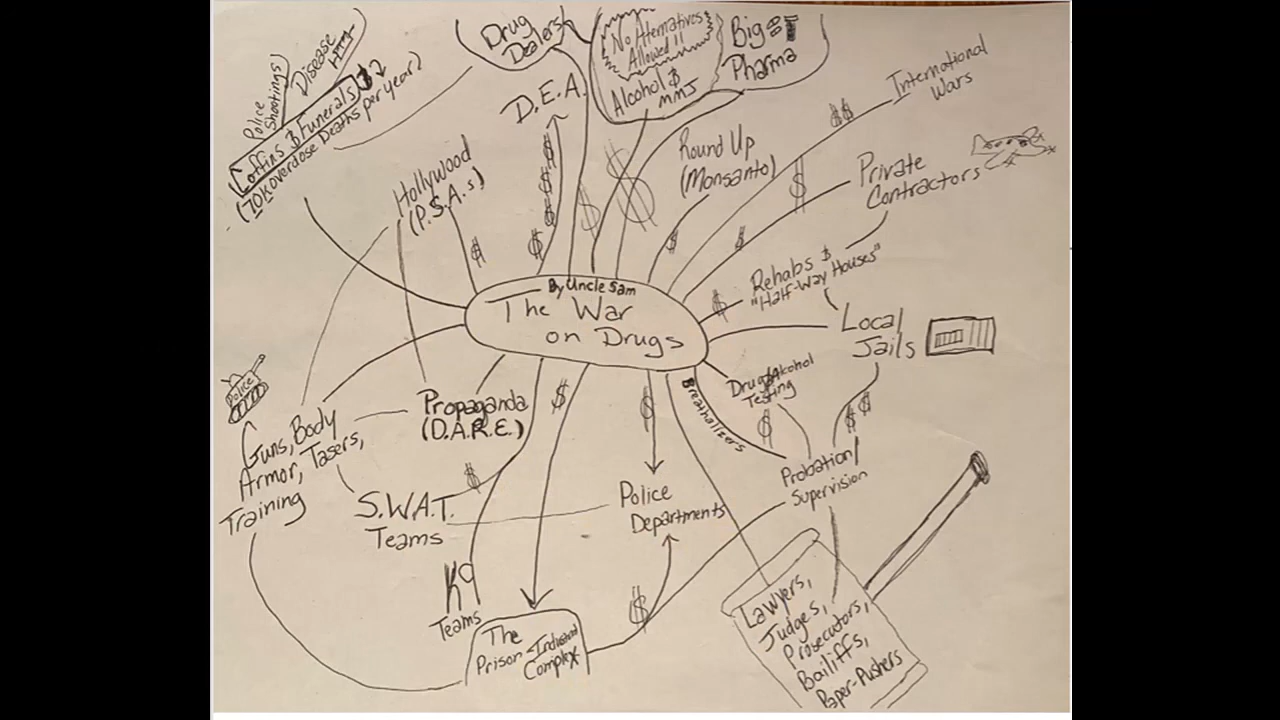 By Uncle Sam
The War
on Drugs
Drug
Dealers
No Aternatives
Allowed!!
Alcohol $
MMJ
Big
Pharma
International
Wars
$$
Round Up
(Monsanto)
$
Private
Contractors
$
$
Rehabs &
"Half-Way Houses"
$
Local
Jails
Drug/Alcohol
Testing
$
Breathalizers
$$
Probation/
Supervision
Lawyers,
Judges,
Prosecutors,
Bailiffs,
Paper-Pushers
Police
Departments
$
$
The
Prison-Industrial
Complex
$
K9
Teams
S.W.A.T.
Teams
$
Propaganda
(D.A.R.E.)
Police
Guns, Body
Armor, Tasers,
Training
Hollywood
(P.S.A.s)
$
Police
Shootings
Disease
Coffins & Funerals
(70K Overdose Deaths per year)
D.E.A.
$
$
$
$
$
$
$